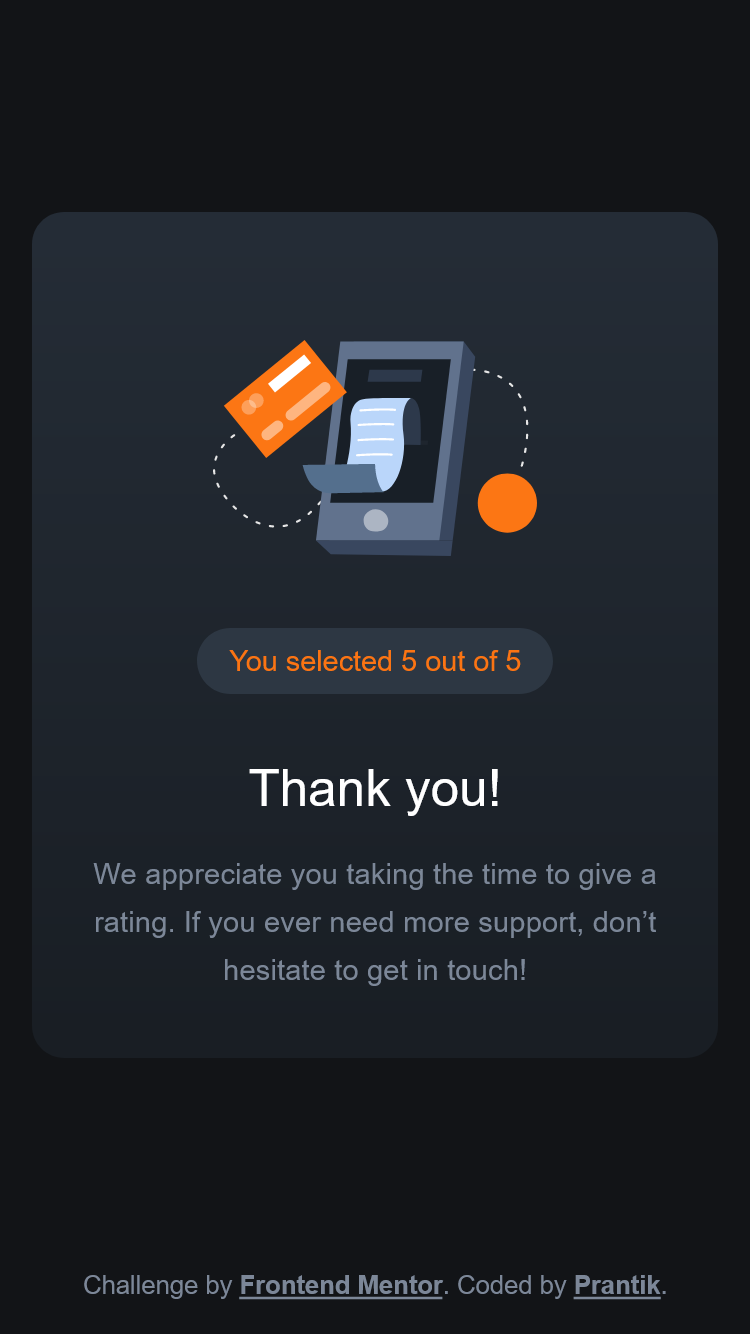 You selected 5 out of 5
Thank you!
We appreciate you taking the time to give a
rating. If you ever need more support, don’t
hesitate to get in touch!
Challenge by Frontend Mentor. Coded by Prantik.